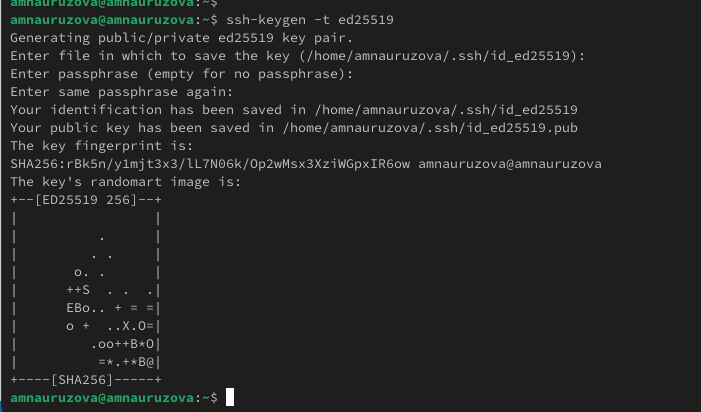 amnauruzova@amnauruzova:~$
amnauruzova@amnauruzova:~$ ssh-keygen -t ed25519
Generating public/private ed25519 key pair.
Enter file in which to save the key (/home/amnauruzova/.ssh/id_ed25519):
Enter passphrase (empty for no passphrase):
Enter same passphrase again:
Your identification has been saved in /home/amnauruzova/.ssh/id_ed25519
Your public key has been saved in /home/amnauruzova/.ssh/id_ed25519.pub
The key fingerprint is:
SHA256:rBk5n/y1mjt3x3/lL7N06k/Op2wMsx3XziWGpxIR6ow amnauruzova@amnauruzova
The key's randomart image is:
+--[ED25519 256]--+
|                 |
|          .      |
|         . .     |
|       o. .      |
|      ++S  . .  .|
|      EBo.. + = =|
|      o +  ..X.O=|
|         .oo++B*O|
|          =*.+*B@|
+----[SHA256]-----+
amnauruzova@amnauruzova:~$